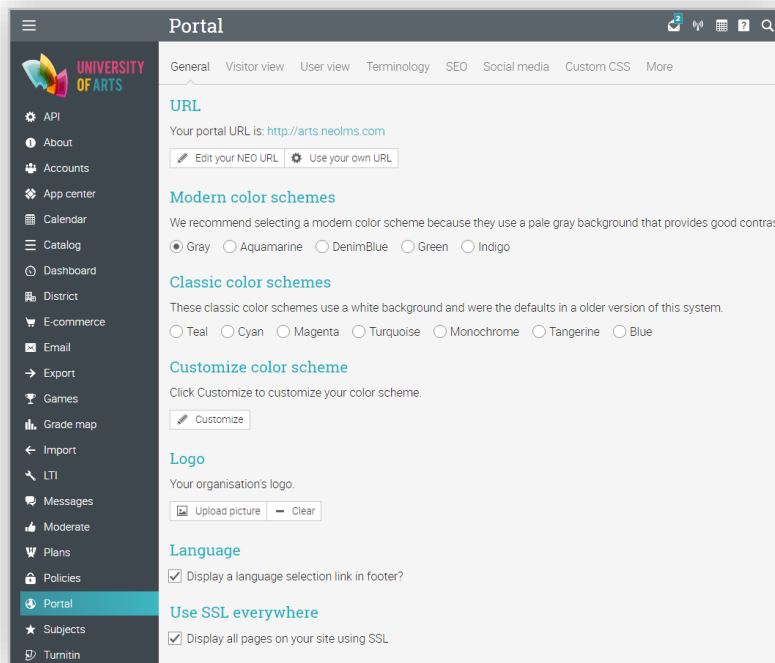 Portal
2
UNIVERSITY
OF ARTS
API
About
Accounts
App center
Calendar
Catalog
Dashboard
District
E-commerce
Email
Export
Games
Grade map
Import
LTI
Messages
Moderate
Plans
Policies
Portal
Subjects
Turnitin
General Visitor view User view Terminology SEO Social media Custom CSS More
URL
Your portal URL is: http://arts.neolms.com
Edit your NEO URL Use your own URL
Modern color schemes
We recommend selecting a modern color scheme because they use a pale gray background that provides good contras
Gray Aquamarine DenimBlue Green Indigo
Classic color schemes
These classic color schemes use a white background and were the defaults in a older version of this system.
Teal Cyan Magenta Turquoise Monochrome Tangerine Blue
Customize color scheme
Click Customize to customize your color scheme.
Customize
Logo
Your organisation's logo.
Upload picture Clear
Language
Display a language selection link in footer?
Use SSL everywhere
Display all pages on your site using SSL